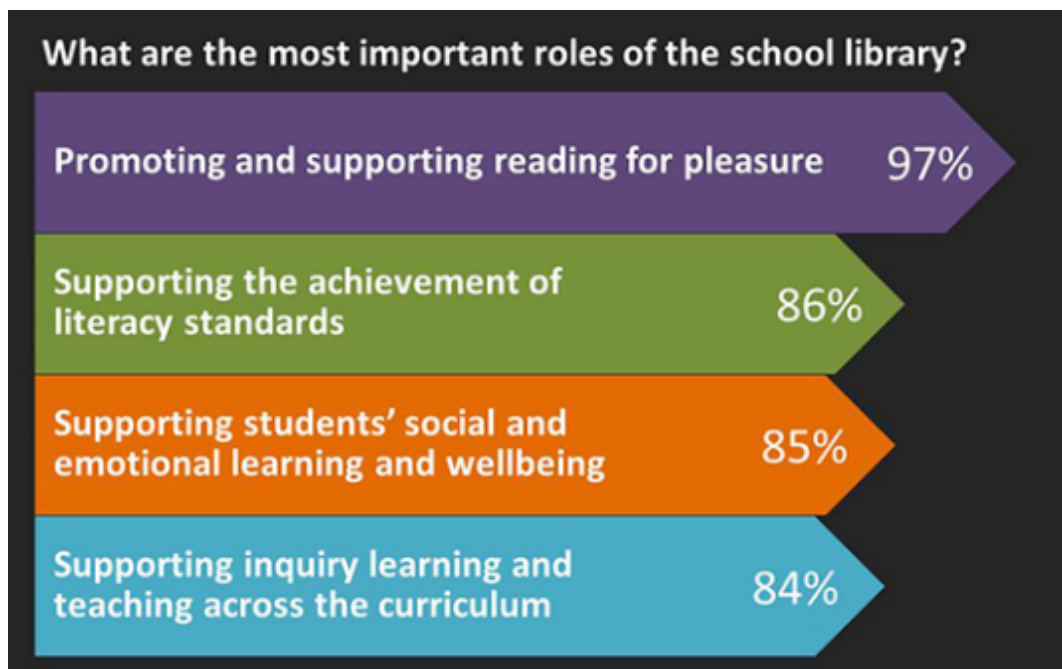 What are the most important roles of the school library?
Promoting and supporting reading for pleasure 97%
Supporting the achievement of
literacy standards
86%
Supporting students’ social and
emotional learning and wellbeing
85%
Supporting inquiry learning and
teaching across the curriculum
84%